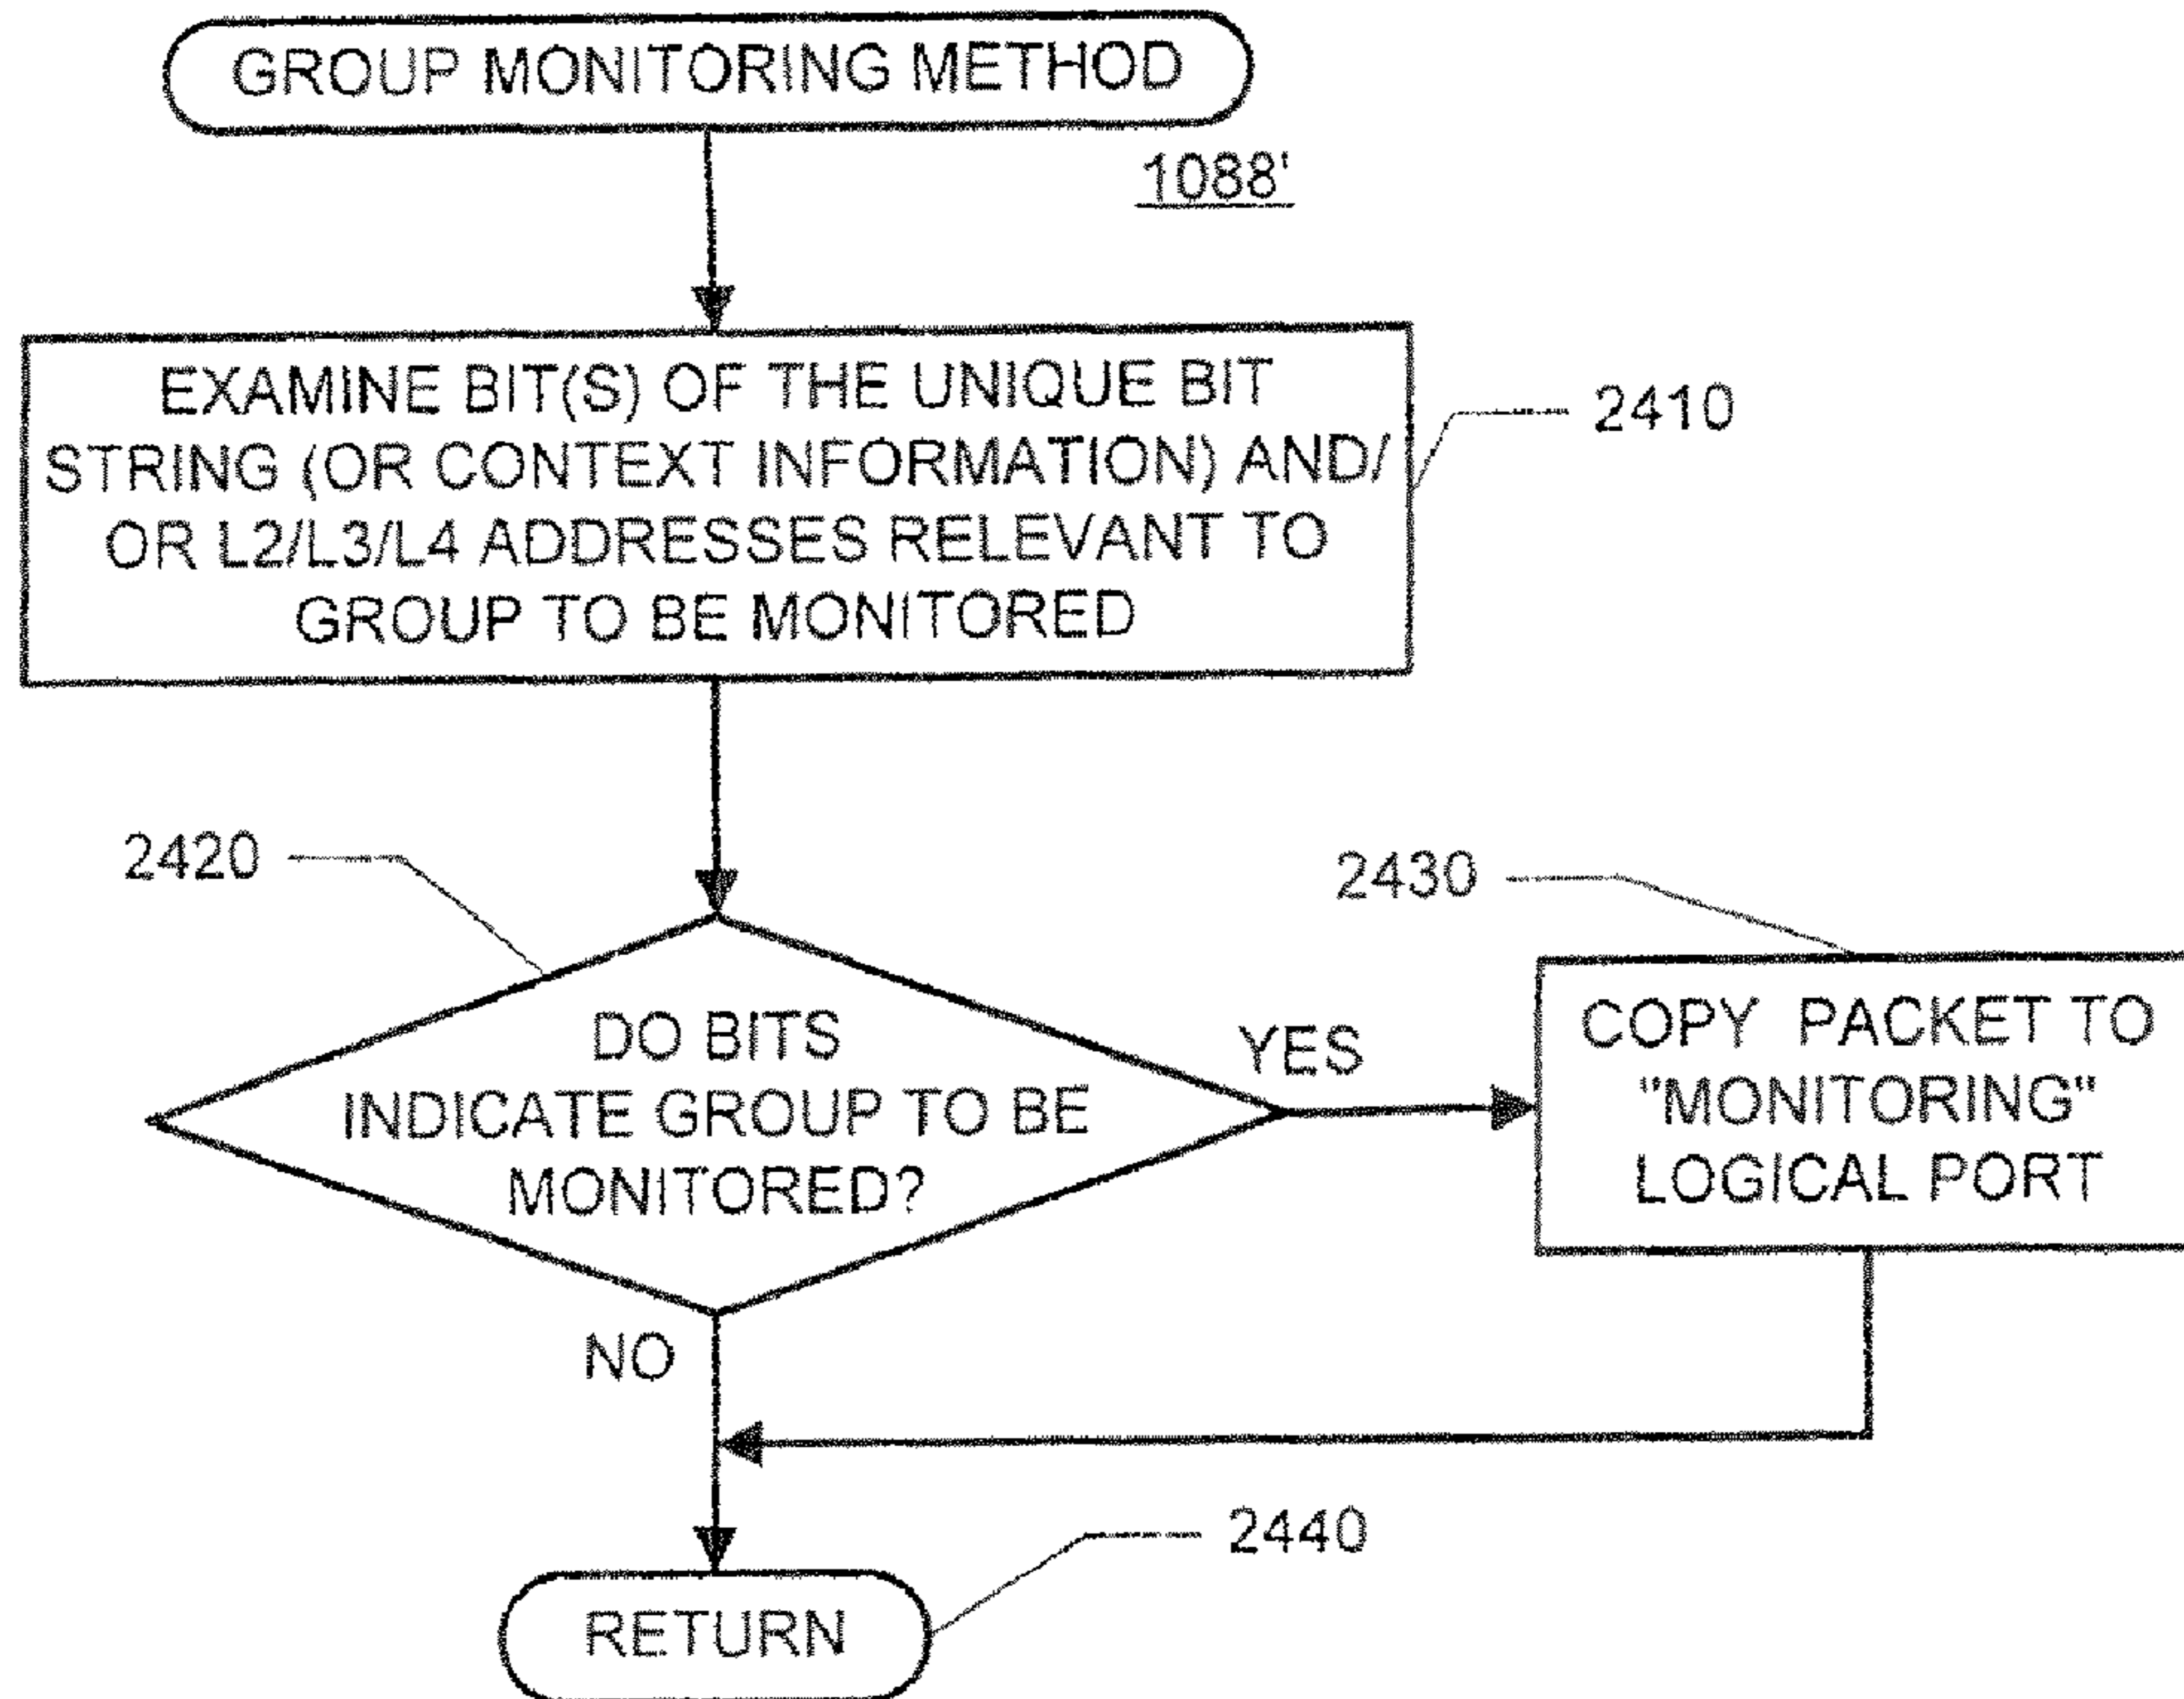 GROUP MONITORING METHOD
1088'
EXAMINE BIT(S) OF THE UNIQUE BIT
STRING (OR CONTEXT INFORMATION) AND/
OR L2/L3/L4 ADDRESSES RELEVANT TO
GROUP TO BE MONITORED
2410
2420
DO BITS
INDICATE GROUP TO BE
MONITORED?
YES
2430
COPY PACKET TO
"MONITORING"
LOGICAL PORT
NO
2440
RETURN